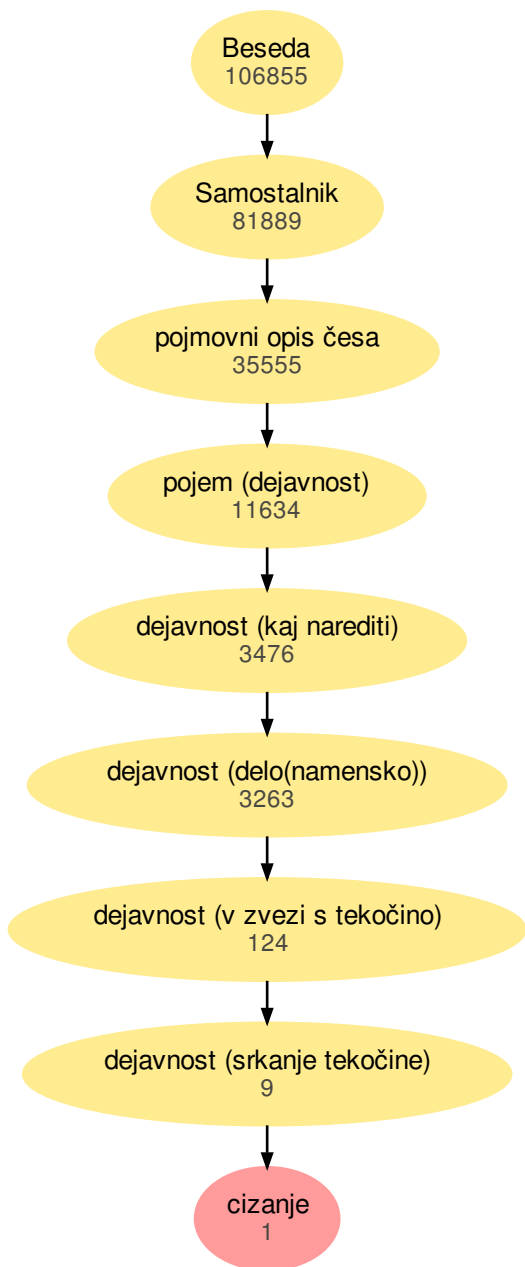 Beseda
106855
Samostalnik
81889
pojmovni opis česa
35555
pojem (dejavnost)
11634
dejavnost (kaj narediti)
3476
dejavnost (delo(namensko))
3263
dejavnost (v zvezi s tekočino)
124
dejavnost (srkanje tekočine)
9
cizanje
1